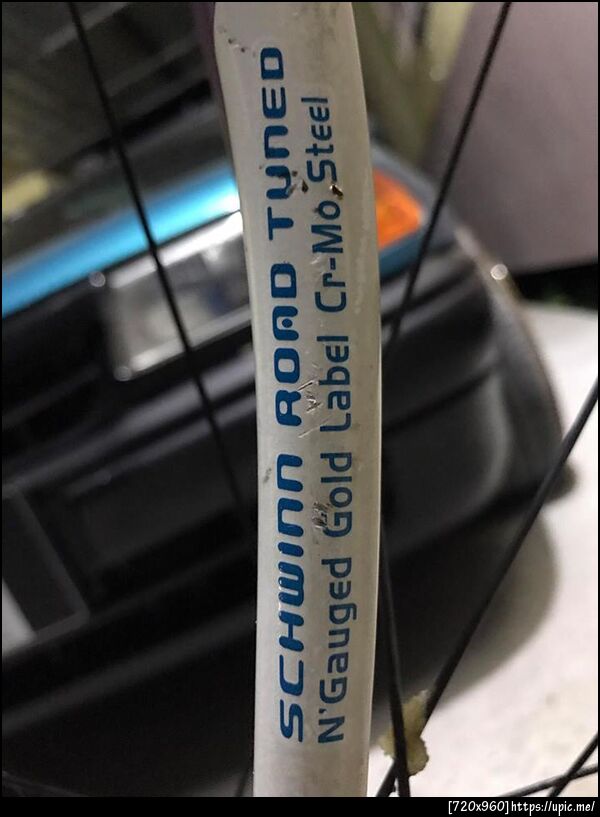 SCHWINN ROAD TUNED
N'Gauged Gold Label Cr-Mo Steel
[720x960]https://upic.me/